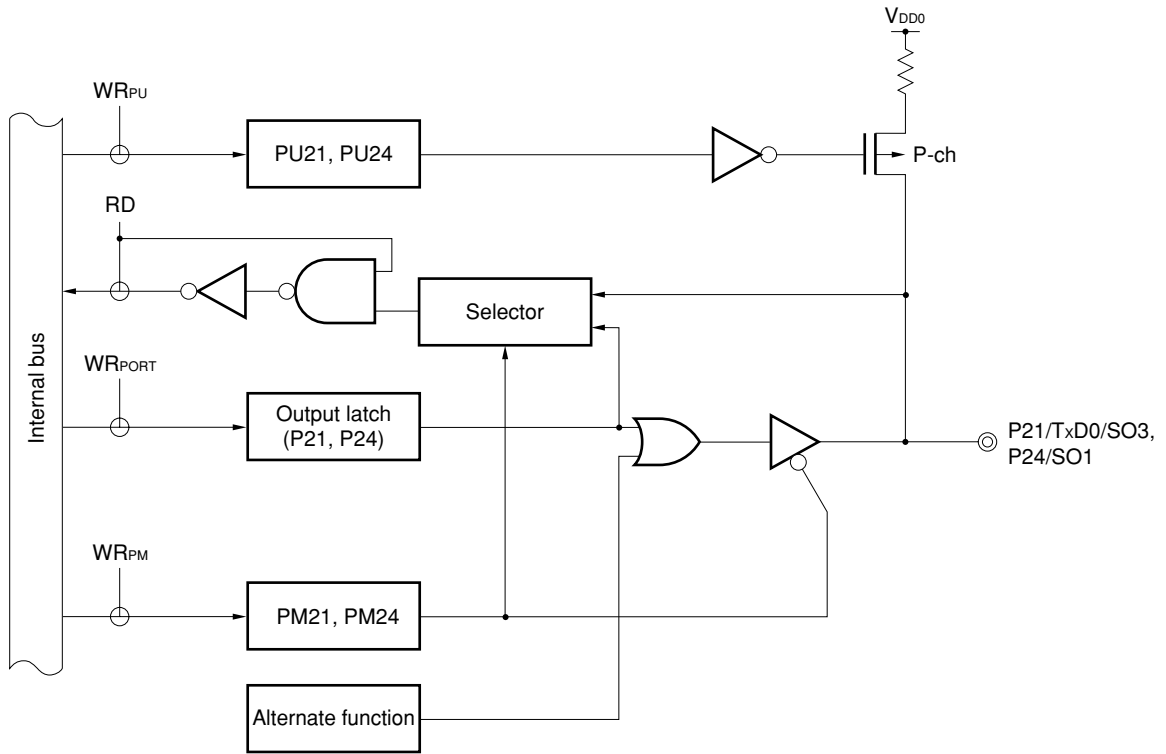 VDD0
WRPU
PU21, PU24
P-ch
RD
Selector
Internal bus
WRPORT
Output latch
(P21, P24)
P21/TxD0/SO3,
P24/SO1
WRPM
PM21, PM24
Alternate function